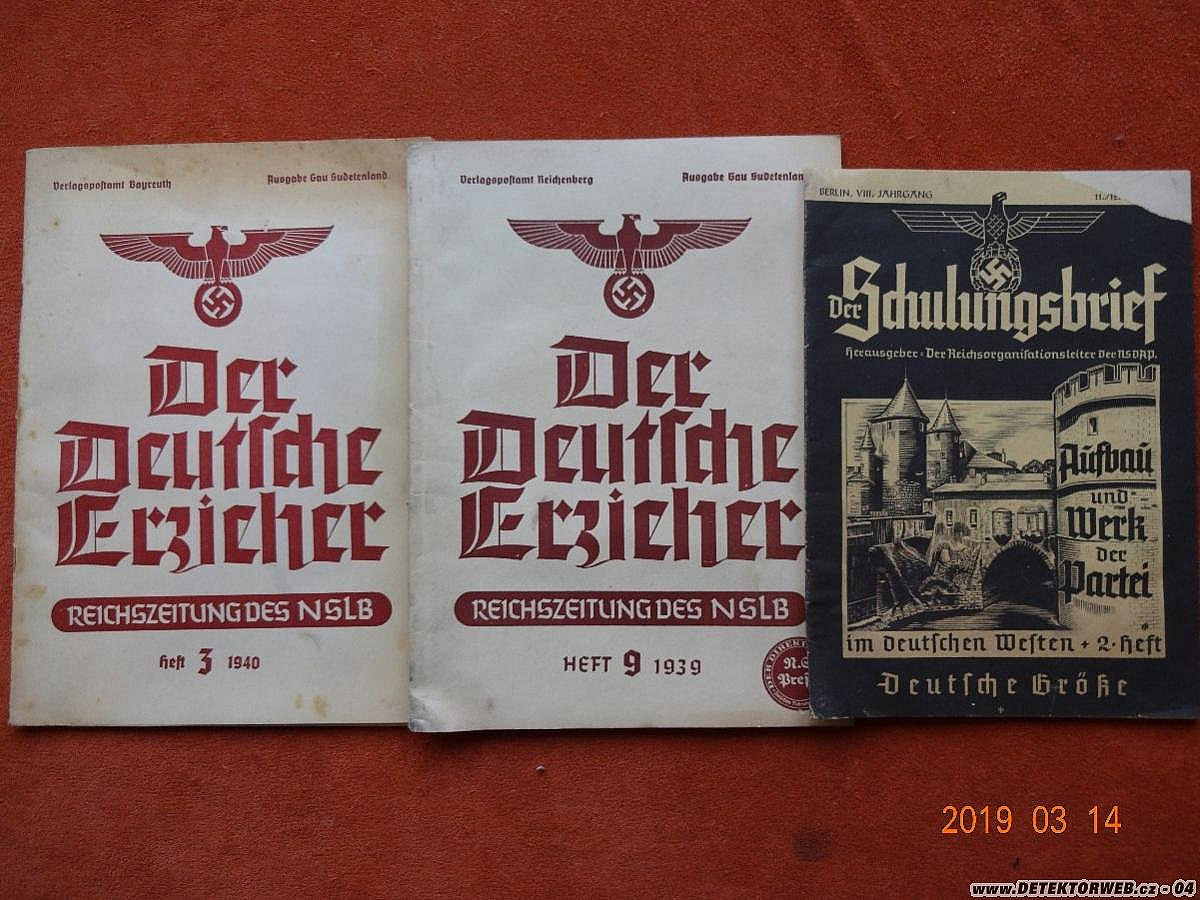 Verlagspostamt Bayreuth
Ausgabe Gau Sudetenland
Der
Deutsche
Erzieher
REICHSZEITUNG DES NSLB
Heft 3 1940
Verlagspostamt Reichenberg
Ausgabe Gau Sudetenlan
Der
Deutsche
Erzieher
REICHSZEITUNG DES NSLB
HEFT 9 1939
BERLIN, VIII. JAHRGANG
Der Schulungsbrief
Herausgeber: Der Reichsorganisationsleiter der NSDAP.
Aufbau
und
Werk
der
Partei
im deutschen Westen + 2. Heft
Deutsche Größe
2019 03 14
www.DETEKTORWEB.cz - 04